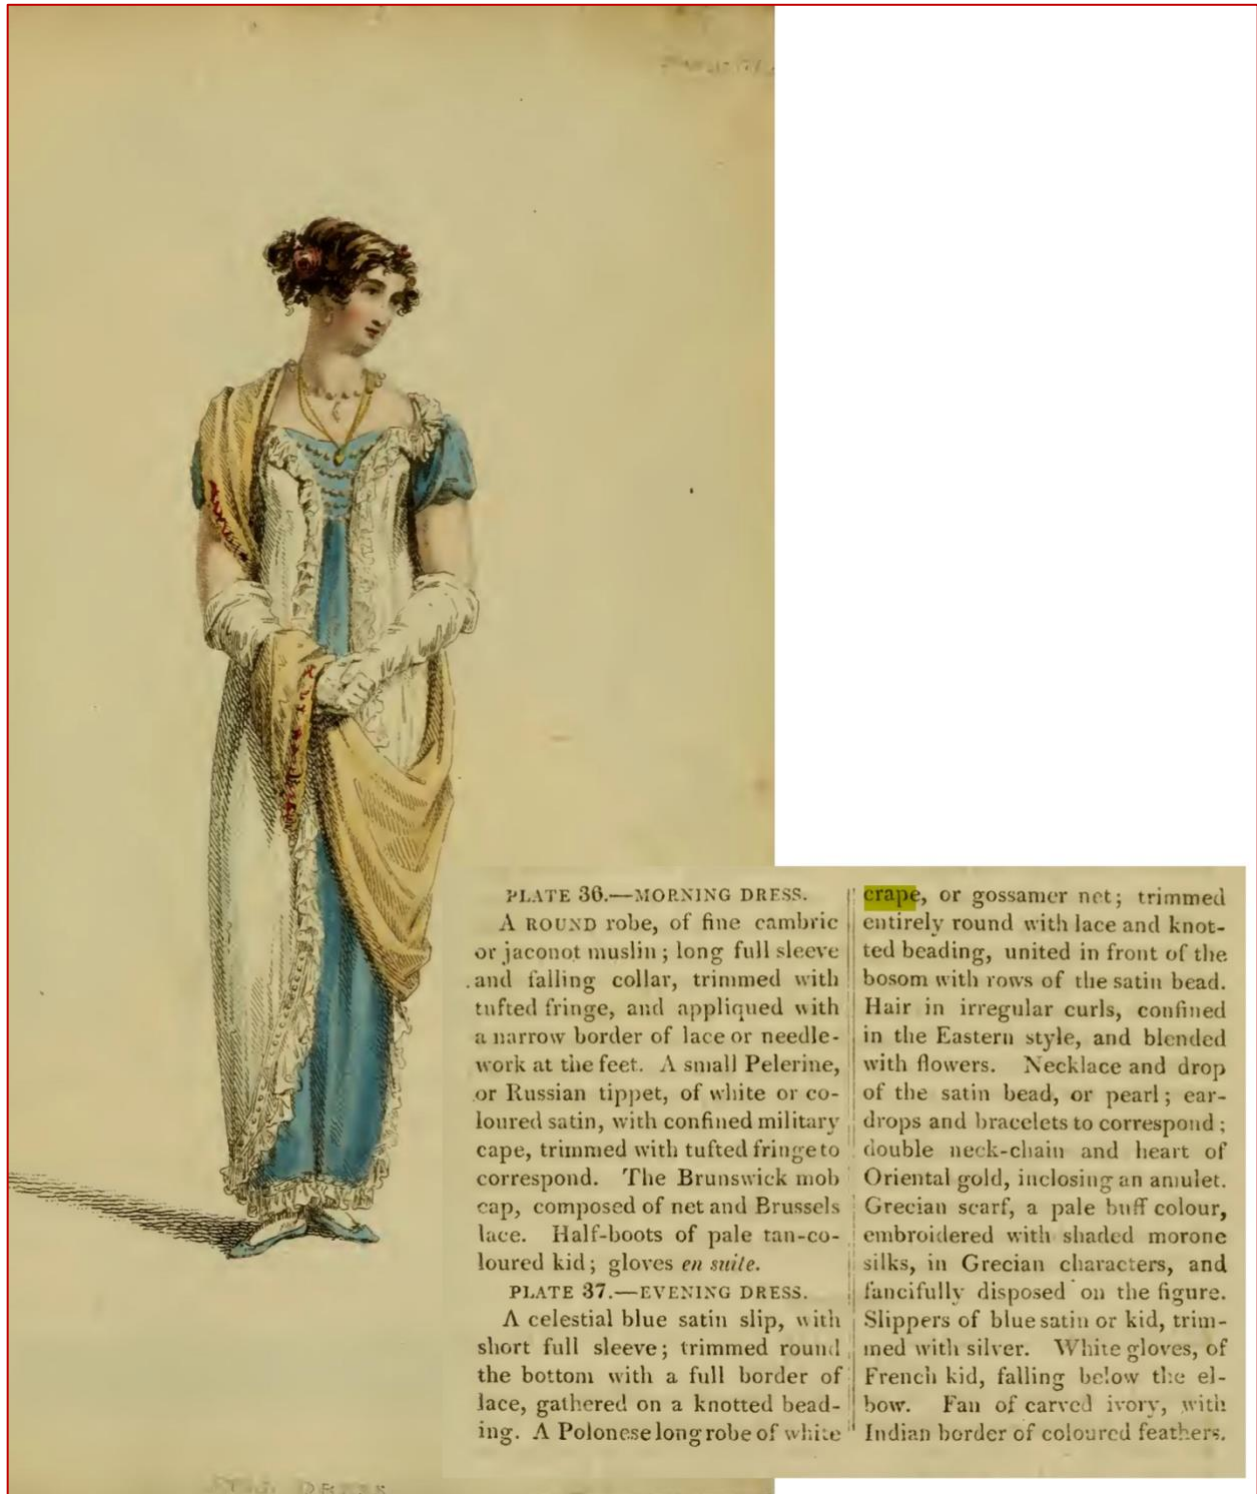 PLATE 36.—MORNING DRESS.
A ROUND robe, of fine cambric
or jaconot muslin; long full sleeve
and falling collar, trimmed with
tufted fringe, and appliqued with
a narrow border of lace or needle-
work at the feet. A small Pelerine,
or Russian tippet, of white or co-
loured satin, with confined military
cape, trimmed with tufted fringe to
correspond. The Brunswick mob
cap, composed of net and Brussels
lace. Half-boots of pale tan-co-
loured kid; gloves en suite.
PLATE 37.—EVENING DRESS.
A celestial blue satin slip, with
short full sleeve; trimmed round
the bottom with a full border of
lace, gathered on a knotted bead-
ing. A Polonese long robe of white
crape, or gossamer net; trimmed
entirely round with lace and knot-
ted beading, united in front of the
bosom with rows of the satin bead.
Hair in irregular curls, confined
in the Eastern style, and blended
with flowers. Necklace and drop
of the satin bead, or pearl; ear-
drops and bracelets to correspond;
double neck-chain and heart of
Oriental gold, inclosing an amulet.
Grecian scarf, a pale buff colour,
embroidered with shaded morone
silks, in Grecian characters, and
fancifully disposed on the figure.
Slippers of blue satin or kid, trim-
med with silver. White gloves, of
French kid, falling below the el-
bow. Fan of carved ivory, with
Indian border of coloured feathers.
DRESS